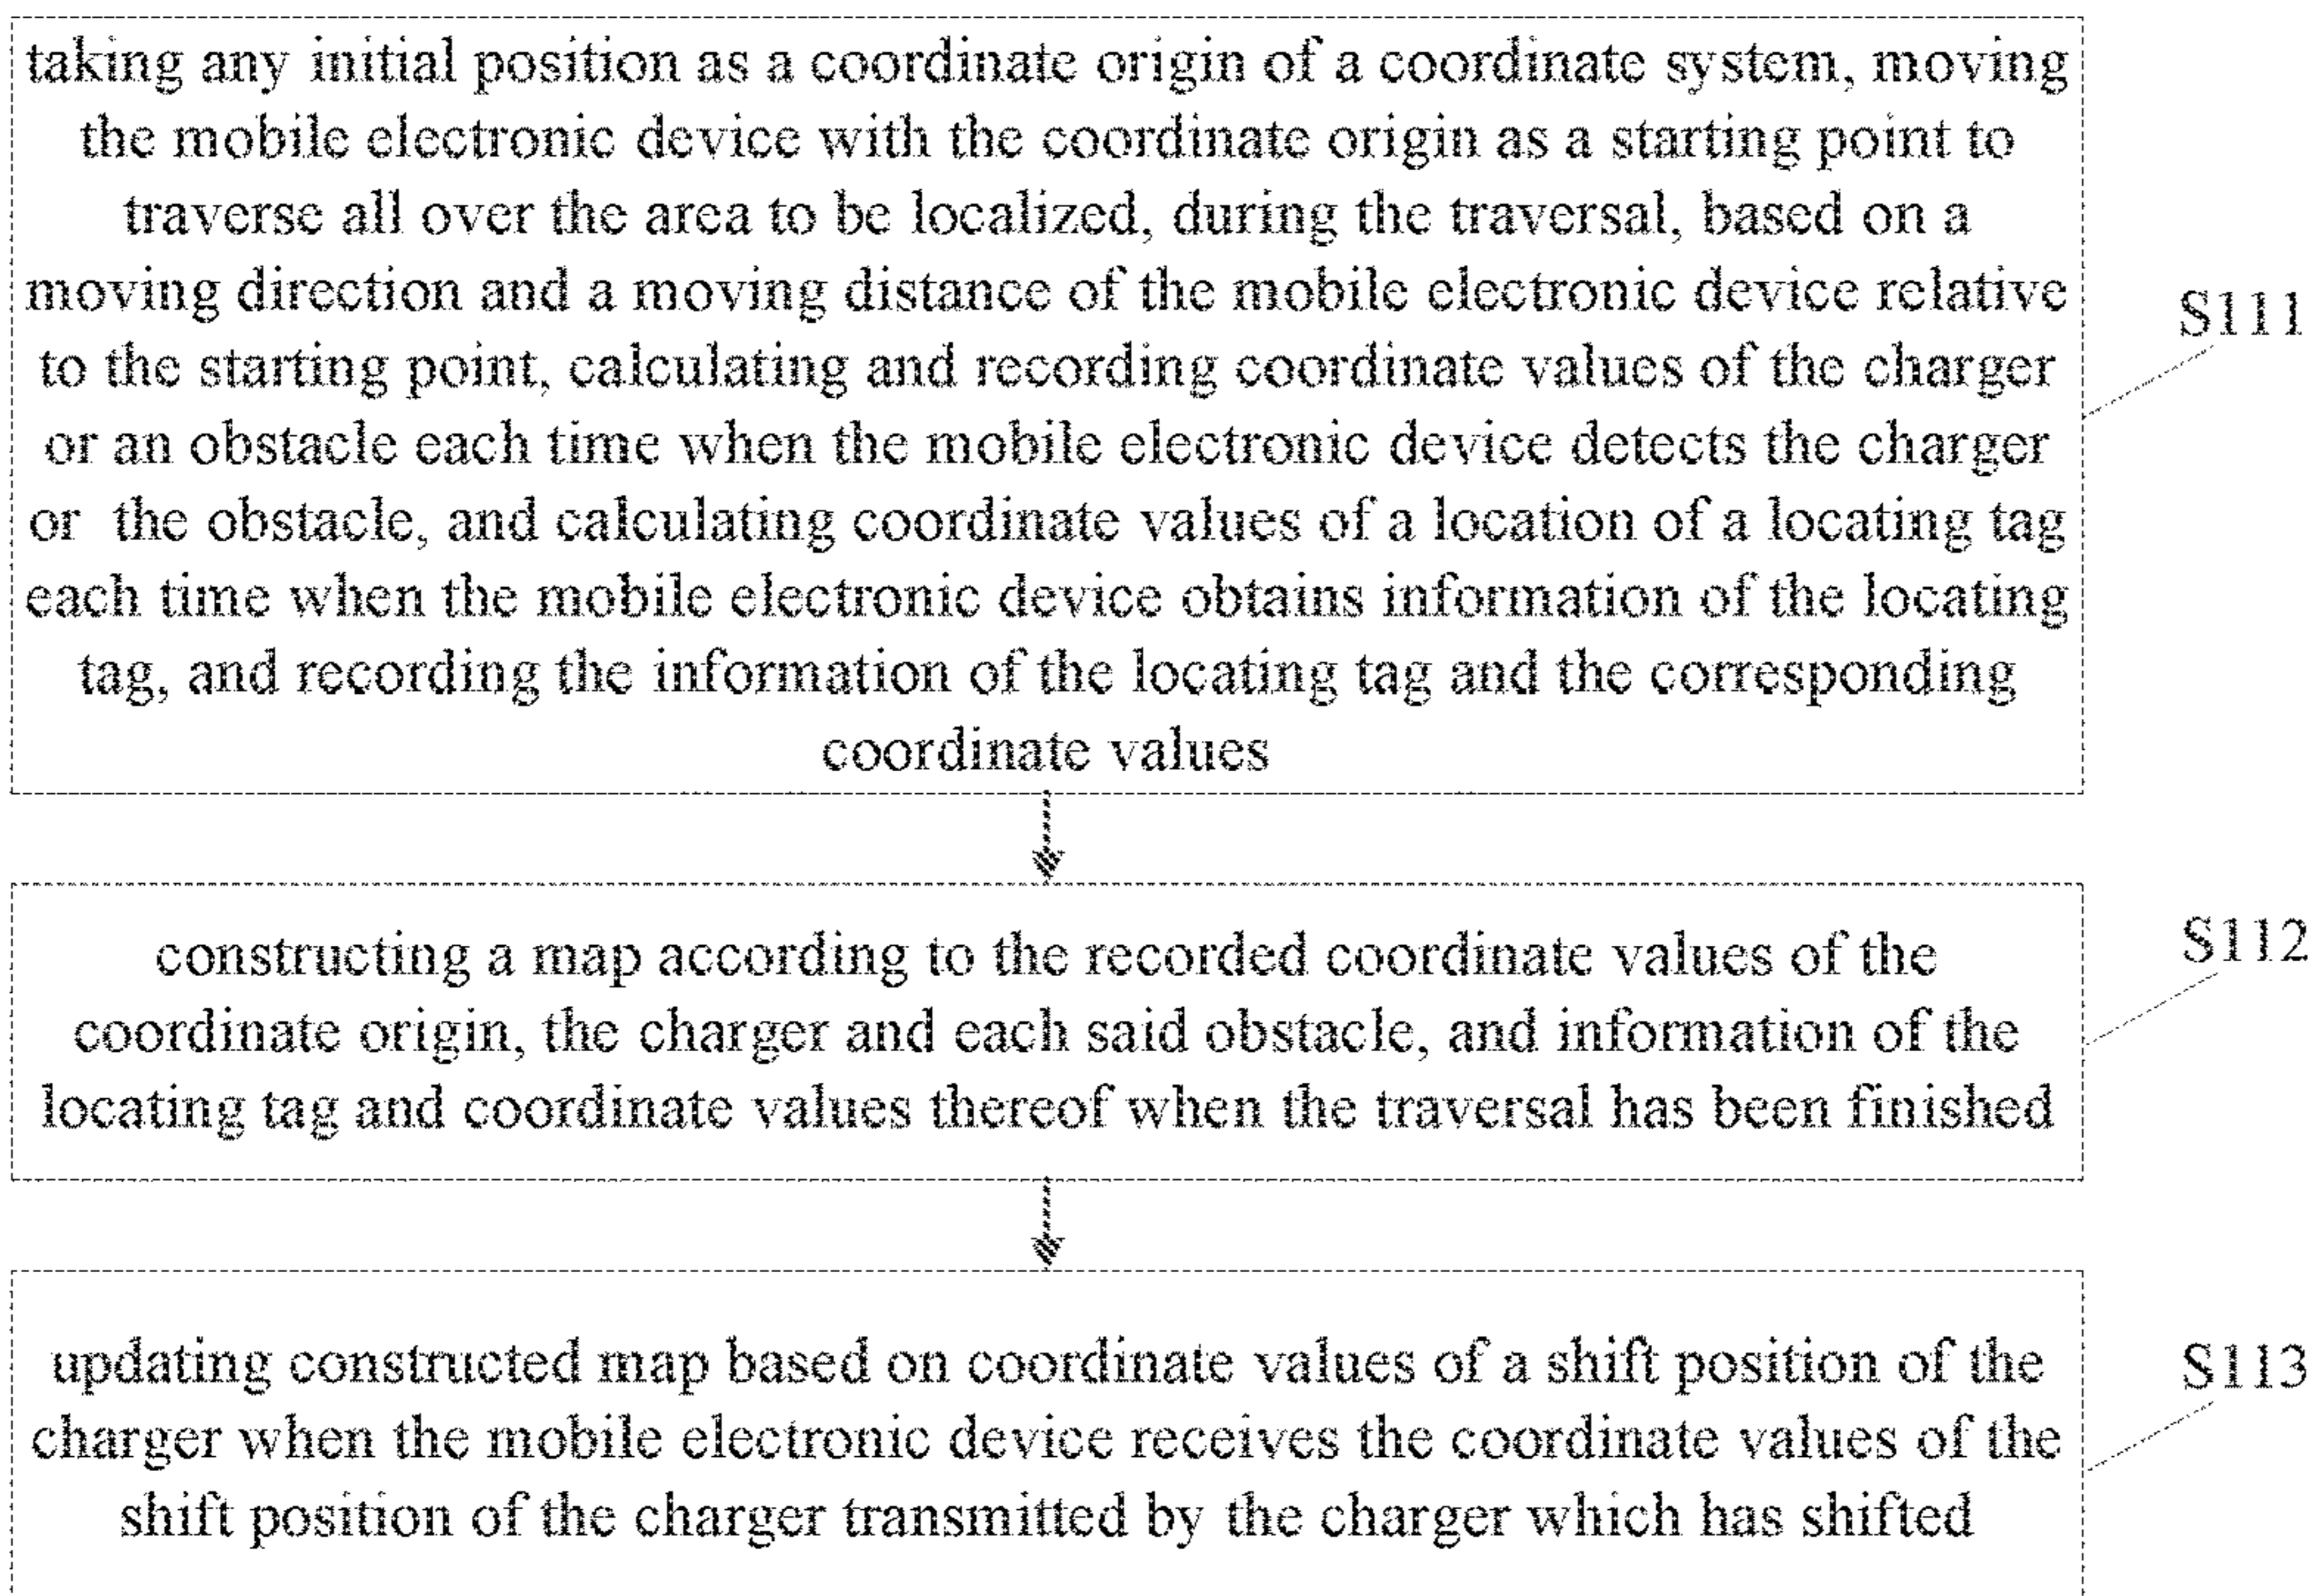 taking any initial position as a coordinate origin of a coordinate system, moving
the mobile electronic device with the coordinate origin as a starting point to
traverse all over the area to be localized, during the traversal, based on a
moving direction and a moving distance of the mobile electronic device relative
to the starting point, calculating and recording coordinate values of the charger
or an obstacle each time when the mobile electronic device detects the charger
or the obstacle, and calculating coordinate values of a location of a locating tag
each time when the mobile electronic device obtains information of the locating
tag, and recording the information of the locating tag and the corresponding
coordinate values
S111
constructing a map according to the recorded coordinate values of the
coordinate origin, the charger and each said obstacle, and information of the
locating tag and coordinate values thereof when the traversal has been finished
S112
updating constructed map based on coordinate values of a shift position of the
charger when the mobile electronic device receives the coordinate values of the
shift position of the charger transmitted by the charger which has shifted
S113